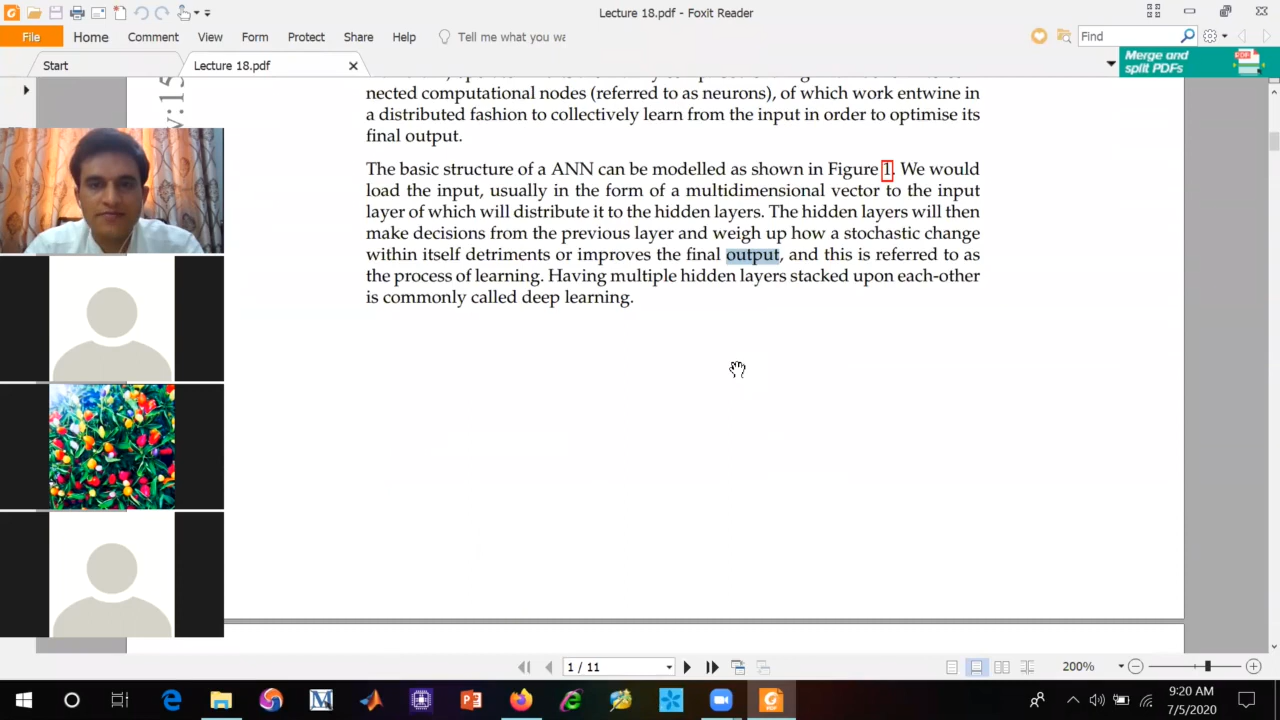 Lecture 18.pdf - Foxit Reader
File Home Comment View Form Protect Share Help Tell me what you wa Find
Start Lecture 18.pdf Merge and
split PDFs
nected computational nodes (referred to as neurons), of which work entwine in
a distributed fashion to collectively learn from the input in order to optimise its
final output.
The basic structure of a ANN can be modelled as shown in Figure 1. We would
load the input, usually in the form of a multidimensional vector to the input
layer of which will distribute it to the hidden layers. The hidden layers will then
make decisions from the previous layer and weigh up how a stochastic change
within itself detriments or improves the final output, and this is referred to as
the process of learning. Having multiple hidden layers stacked upon each-other
is commonly called deep learning.
1 / 11 200%
9:20 AM
7/5/2020